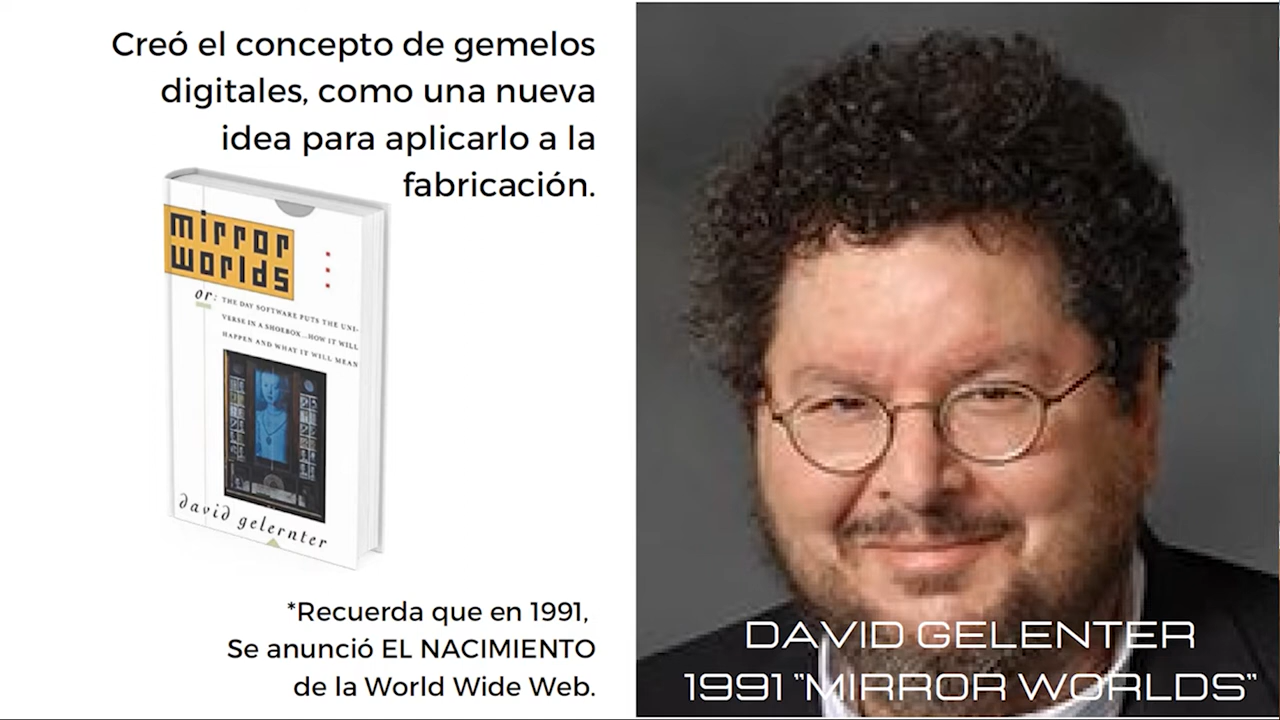 Creó el concepto de gemelos
digitales, como una nueva
idea para aplicarlo a la
fabricación.
mirror
worlds
or: THE DAY SOFTWARE PUTS THE UNI-
VERSE IN A SHOEBOX...HOW IT WILL
HAPPEN AND WHAT IT WILL MEAN
david gelernter
*Recuerda que en 1991,
Se anunció EL NACIMIENTO
de la World Wide Web.
DAVID GELENTER
1991 "MIRROR WORLDS"